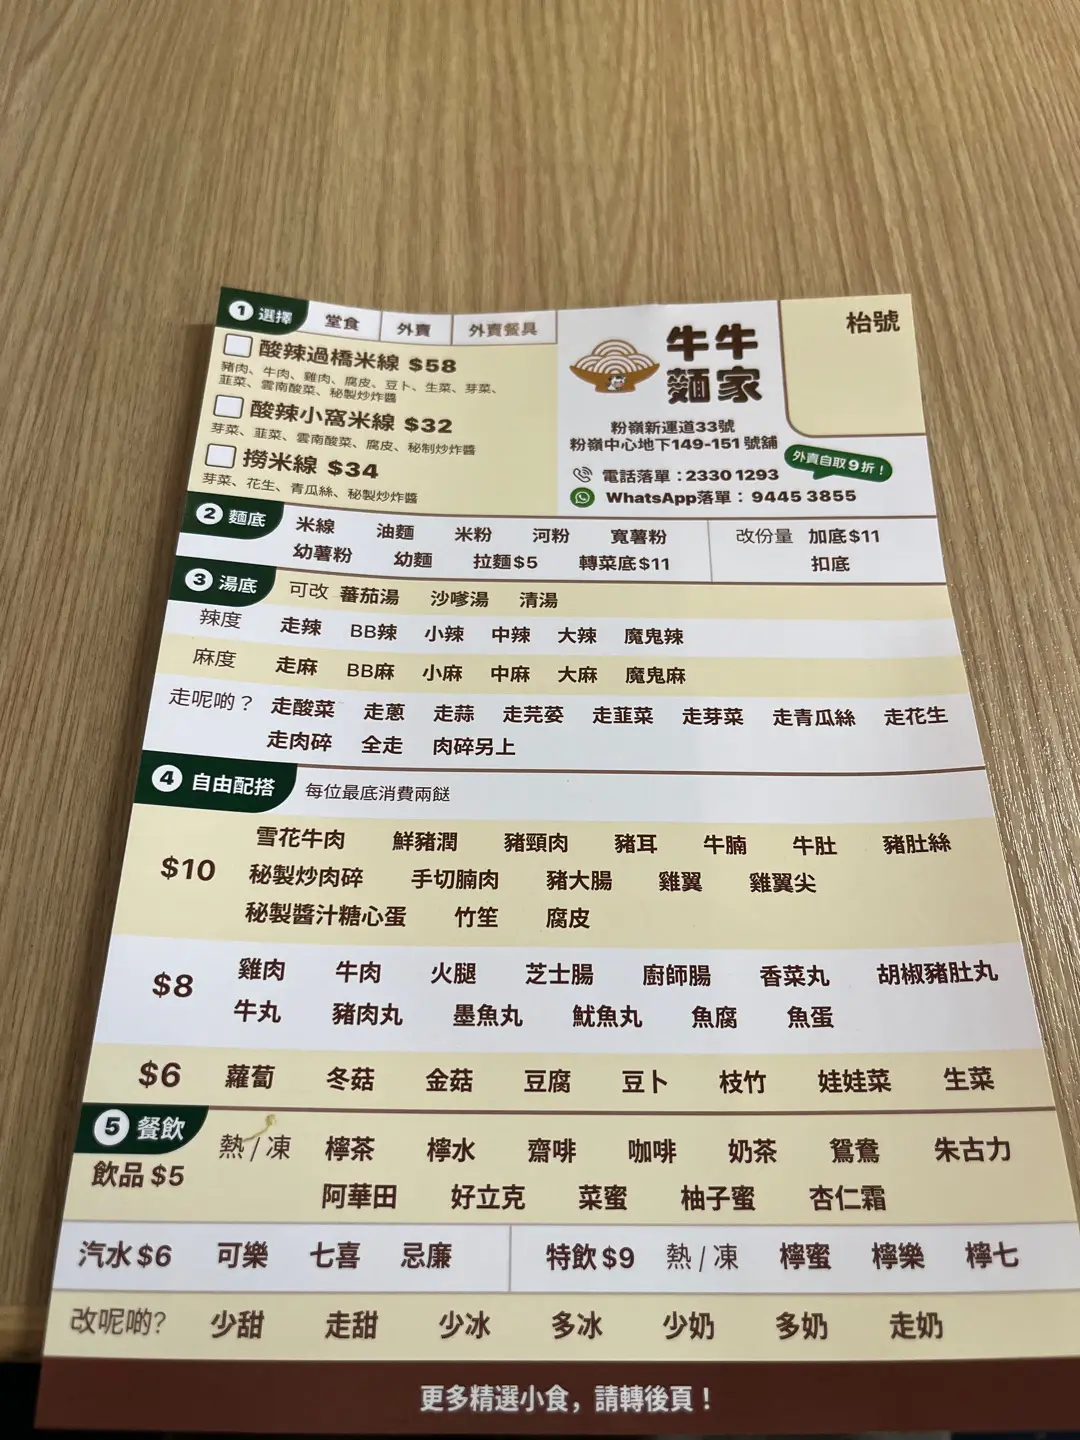 1 選擇 堂食 外賣 外賣餐具
酸辣過橋米線 $58
豬肉、牛肉、雞肉、腐皮、豆卜、生菜、芽菜、
韮菜、雲南酸菜、秘製炒炸醬
酸辣小窩米線 $32
芽菜、韮菜、雲南酸菜、腐皮、秘制炒炸醬
撈米線 $34
芽菜、花生、青瓜絲、秘製炒炸醬
牛牛
麵家
枱號
粉嶺新運道33號
粉嶺中心地下149-151號舖
外賣自取9折！
電話落單：2330 1293
WhatsApp落單：9445 3855
2 麵底 米線 油麵 米粉 河粉 寬薯粉
幼薯粉 幼麵 拉麵$5 轉菜底$11
改份量 加底$11
扣底
3 湯底 可改 蕃茄湯 沙嗲湯 清湯
辣度 走辣 BB辣 小辣 中辣 大辣 魔鬼辣
麻度 走麻 BB麻 小麻 中麻 大麻 魔鬼麻
走呢啲？ 走酸菜 走蔥 走蒜 走芫荽 走韮菜 走芽菜 走青瓜絲 走花生
走肉碎 全走 肉碎另上
4 自由配搭 每位最底消費兩餸
$10 雪花牛肉 鮮豬潤 豬頸肉 豬耳 牛腩 牛肚 豬肚絲
秘製炒肉碎 手切腩肉 豬大腸 雞翼 雞翼尖
秘製醬汁糖心蛋 竹笙 腐皮
$8 雞肉 牛肉 火腿 芝士腸 廚師腸 香菜丸 胡椒豬肚丸
牛丸 豬肉丸 墨魚丸 魷魚丸 魚腐 魚蛋
$6 蘿蔔 冬菇 金菇 豆腐 豆卜 枝竹 娃娃菜 生菜
5 餐飲
飲品 $5 熱/凍 檸茶 檸水 齋啡 咖啡 奶茶 鴛鴦 朱古力
阿華田 好立克 菜蜜 柚子蜜 杏仁霜
汽水 $6 可樂 七喜 忌廉 特飲 $9 熱/凍 檸蜜 檸樂 檸七
改呢啲? 少甜 走甜 少冰 多冰 少奶 多奶 走奶
更多精選小食，請轉後頁！